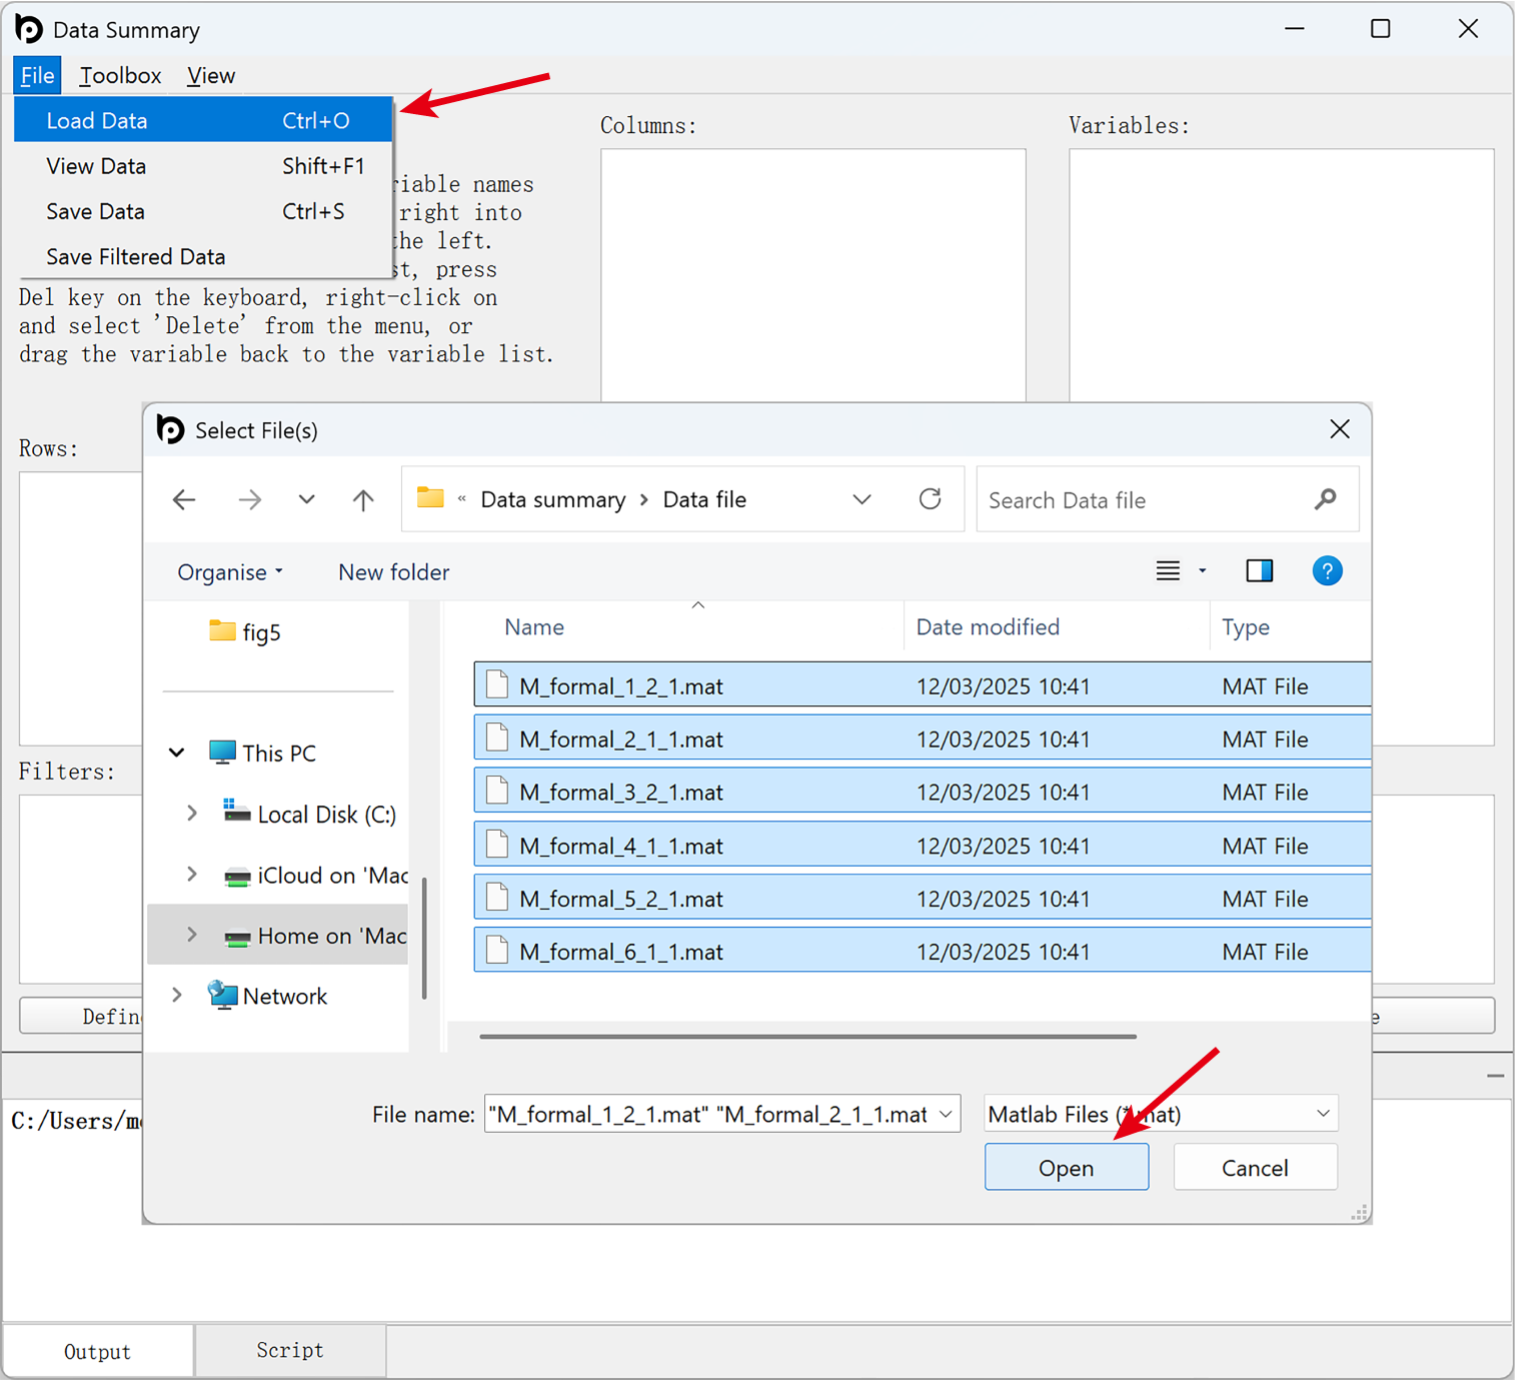 Data Summary
File Toolbox View
Load Data Ctrl+O
View Data Shift+F1
Save Data Ctrl+S
Save Filtered Data
Columns:
Variables:
names
right into
the left.
press
Del key on the keyboard, right-click on
and select 'Delete' from the menu, or
drag the variable back to the variable list.
Rows:
Filters:
Select File(s)
« Data summary > Data file
Search Data file
Organise New folder
?
fig5
This PC
Local Disk (C:)
iCloud on 'Mac
Home on 'Mac
Network
Name Date modified Type
M_formal_1_2_1.mat 12/03/2025 10:41 MAT File
M_formal_2_1_1.mat 12/03/2025 10:41 MAT File
M_formal_3_2_1.mat 12/03/2025 10:41 MAT File
M_formal_4_1_1.mat 12/03/2025 10:41 MAT File
M_formal_5_2_1.mat 12/03/2025 10:41 MAT File
M_formal_6_1_1.mat 12/03/2025 10:41 MAT File
File name: "M_formal_1_2_1.mat" "M_formal_2_1_1.mat
Matlab Files (*.mat)
Open Cancel
C:/Users/
Output Script